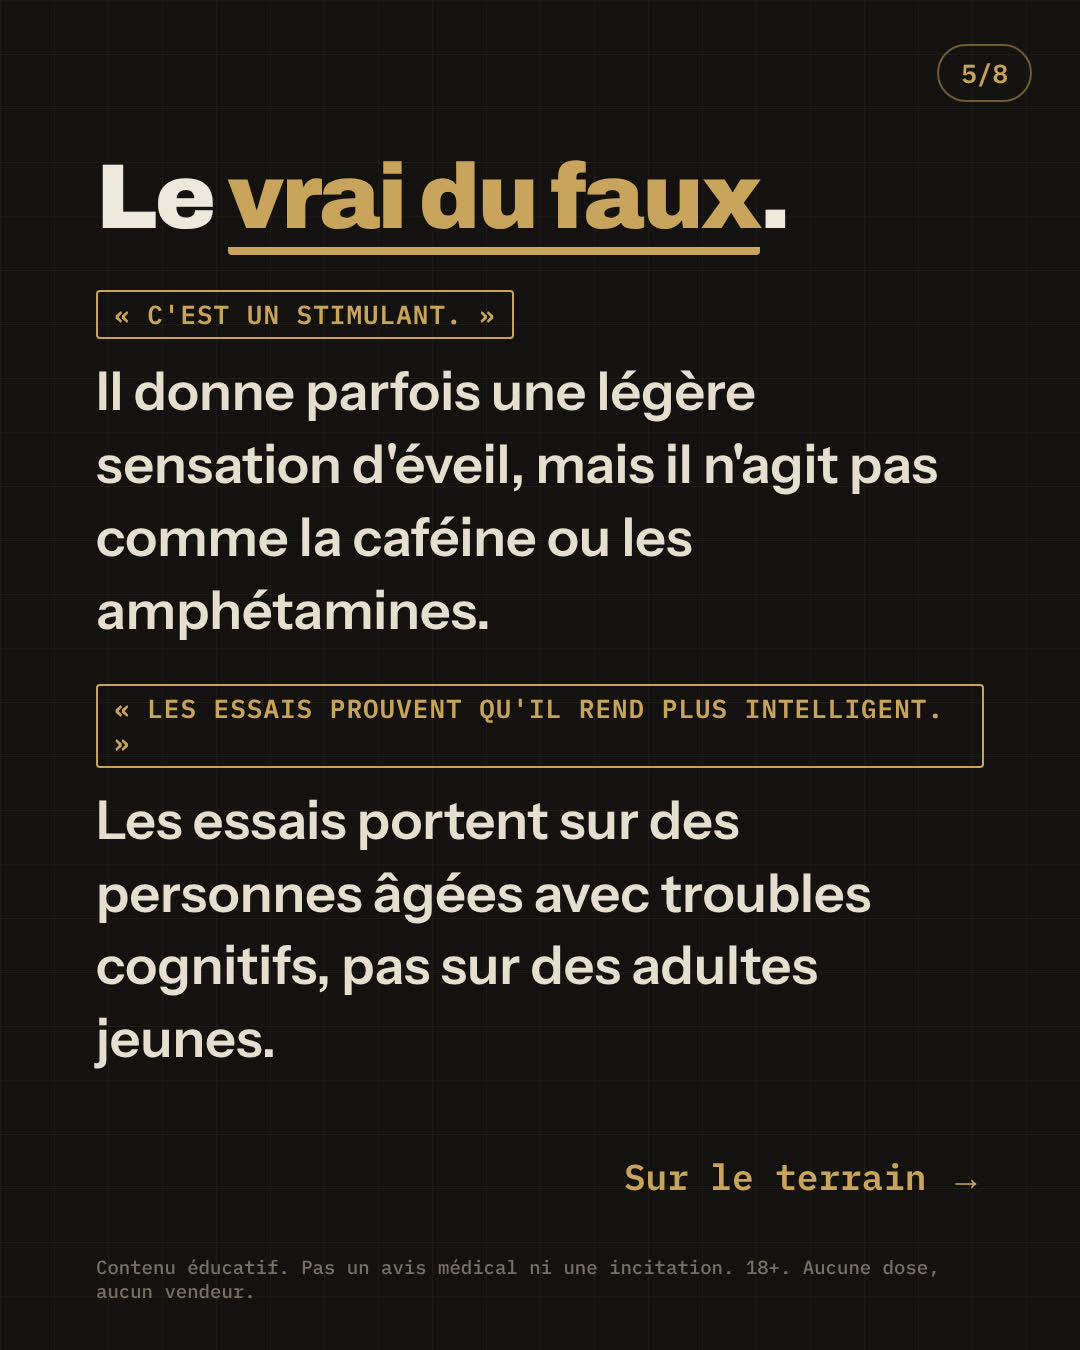 5/8
Le vrai du faux.
« C'EST UN STIMULANT. »
Il donne parfois une légère
sensation d'éveil, mais il n'agit pas
comme la caféine ou les
amphétamines.
« LES ESSAIS PROUVENT QU'IL REND PLUS INTELLIGENT.
»
Les essais portent sur des
personnes âgées avec troubles
cognitifs, pas sur des adultes
jeunes.
Sur le terrain →
Contenu éducatif. Pas un avis médical ni une incitation. 18+. Aucune dose,
aucun vendeur.